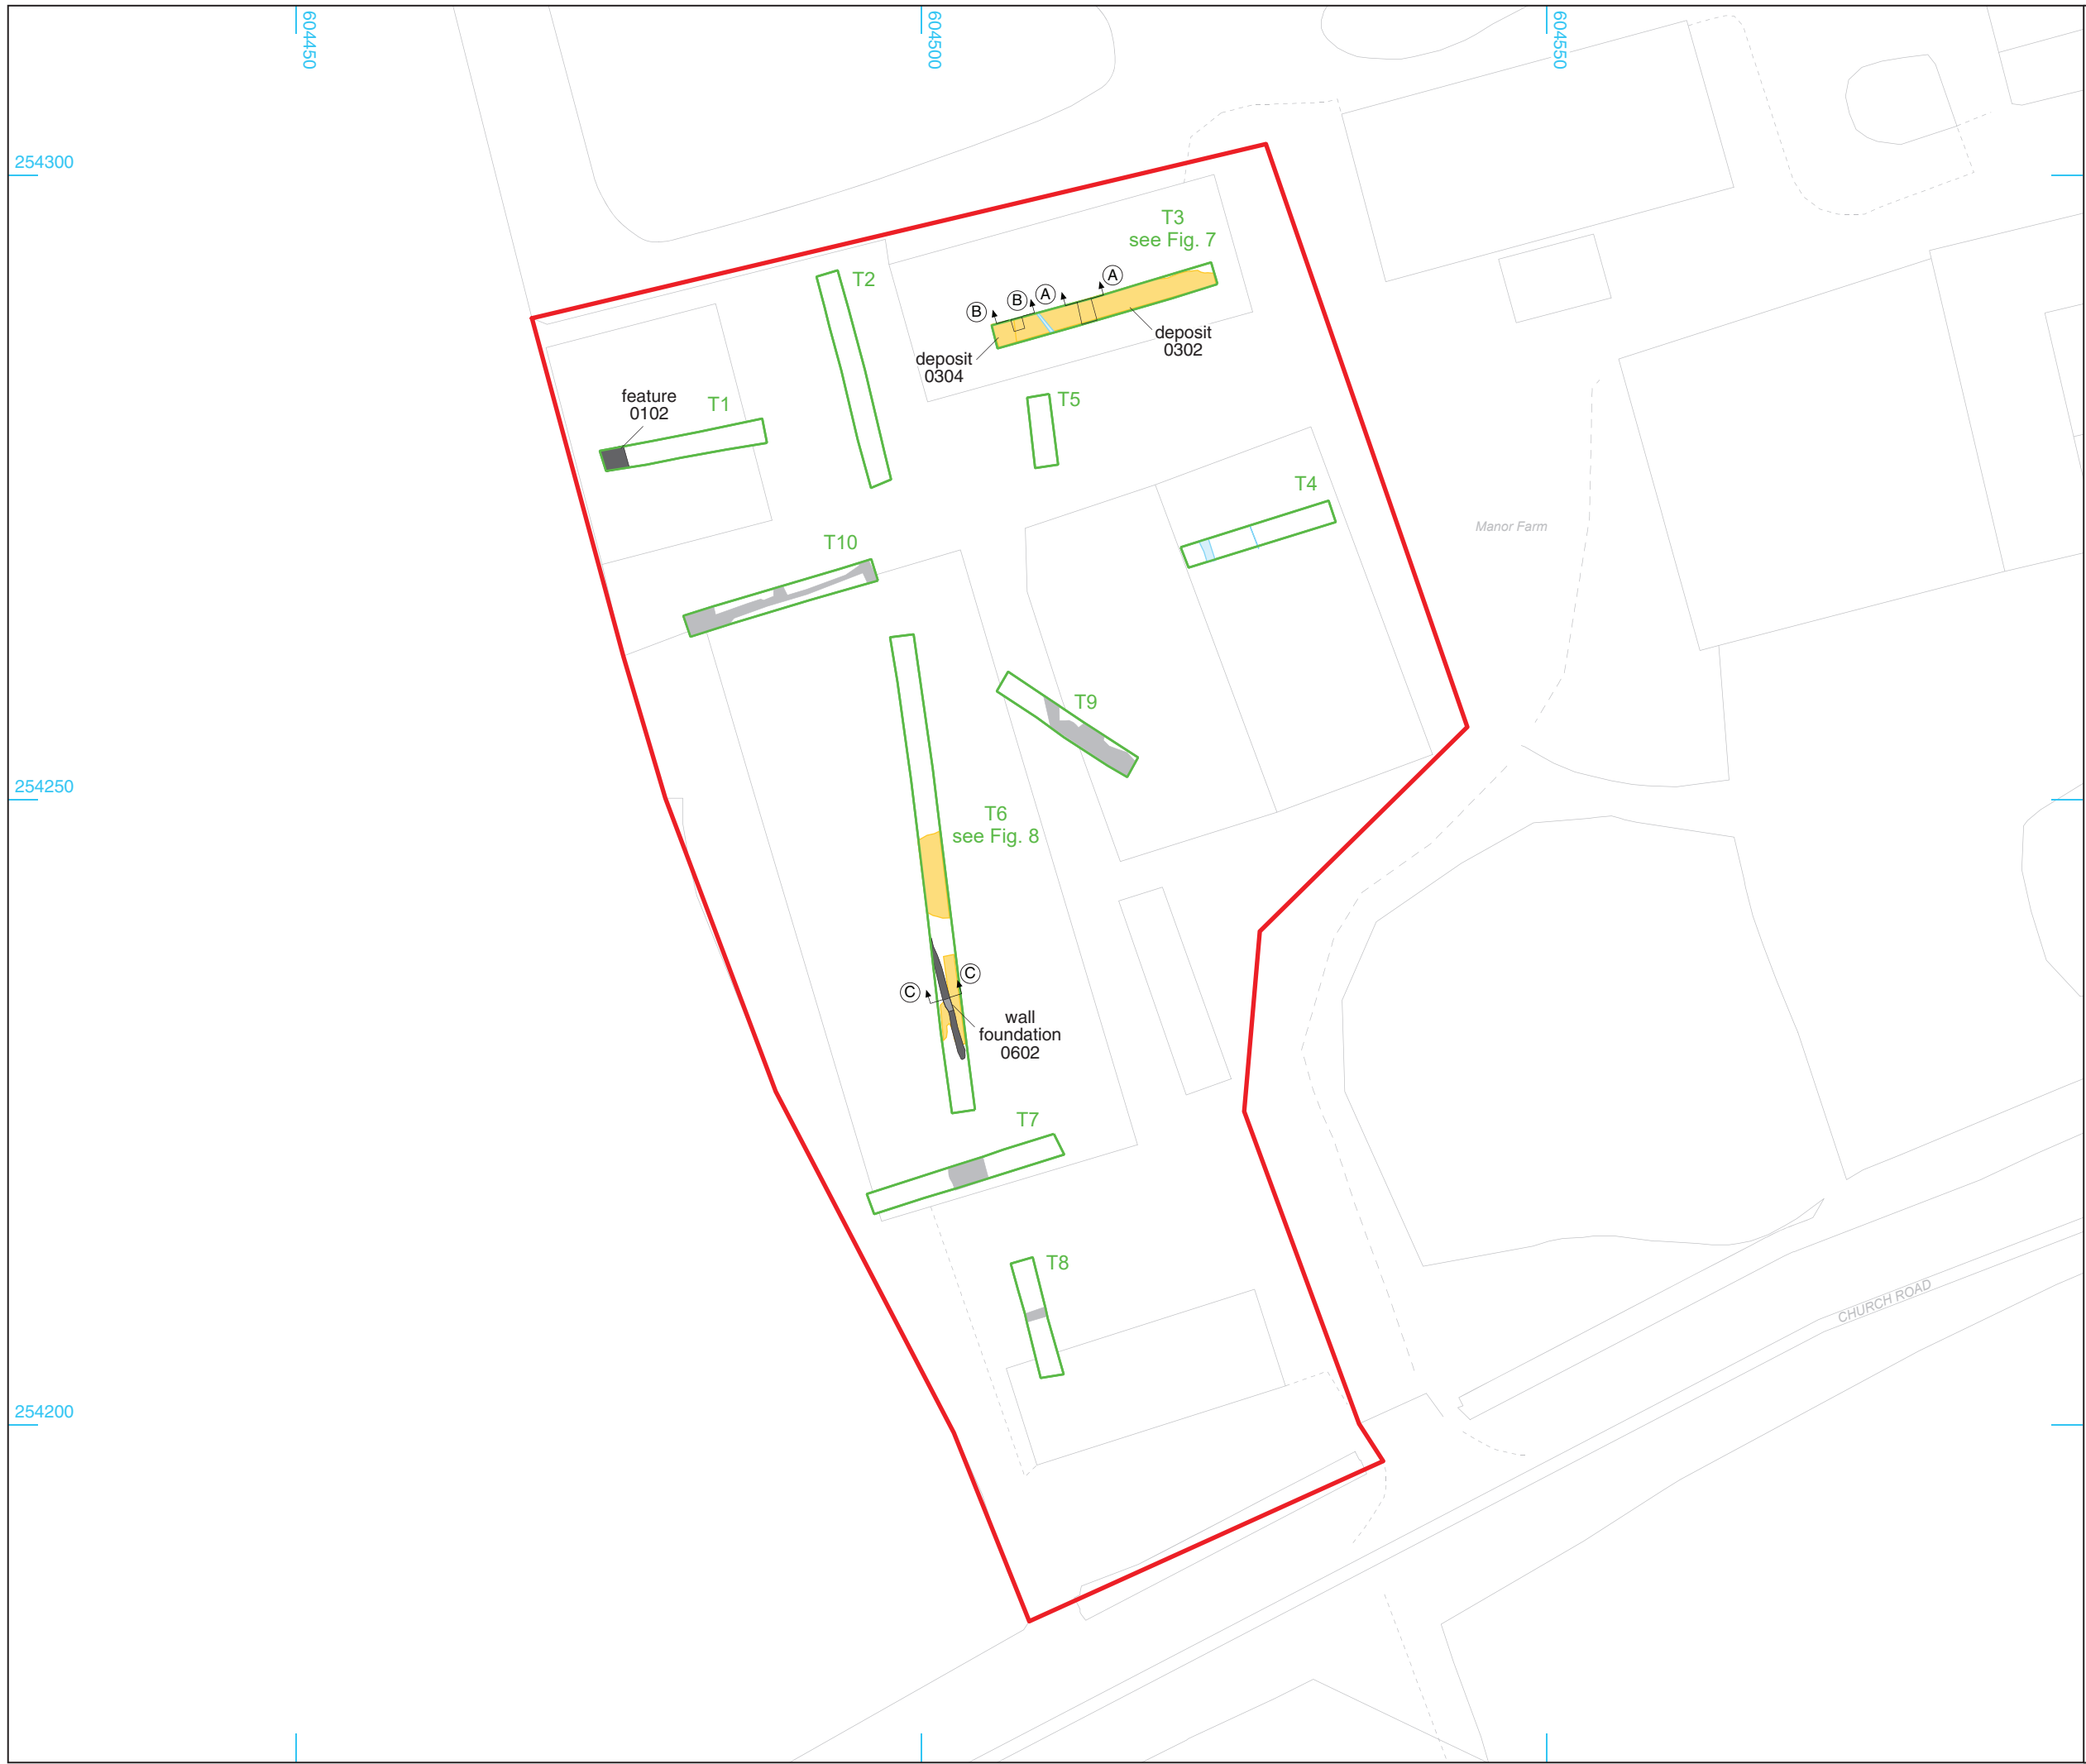 604450
604500
604550
254300
T3
see Fig. 7
T2
A
A
B
B
deposit
0302
deposit
0304
feature
0102
T1
T5
T4
Manor Farm
T10
T9
254250
T6
see Fig. 8
C
C
wall
foundation
0602
T7
T8
CHURCH ROAD
254200